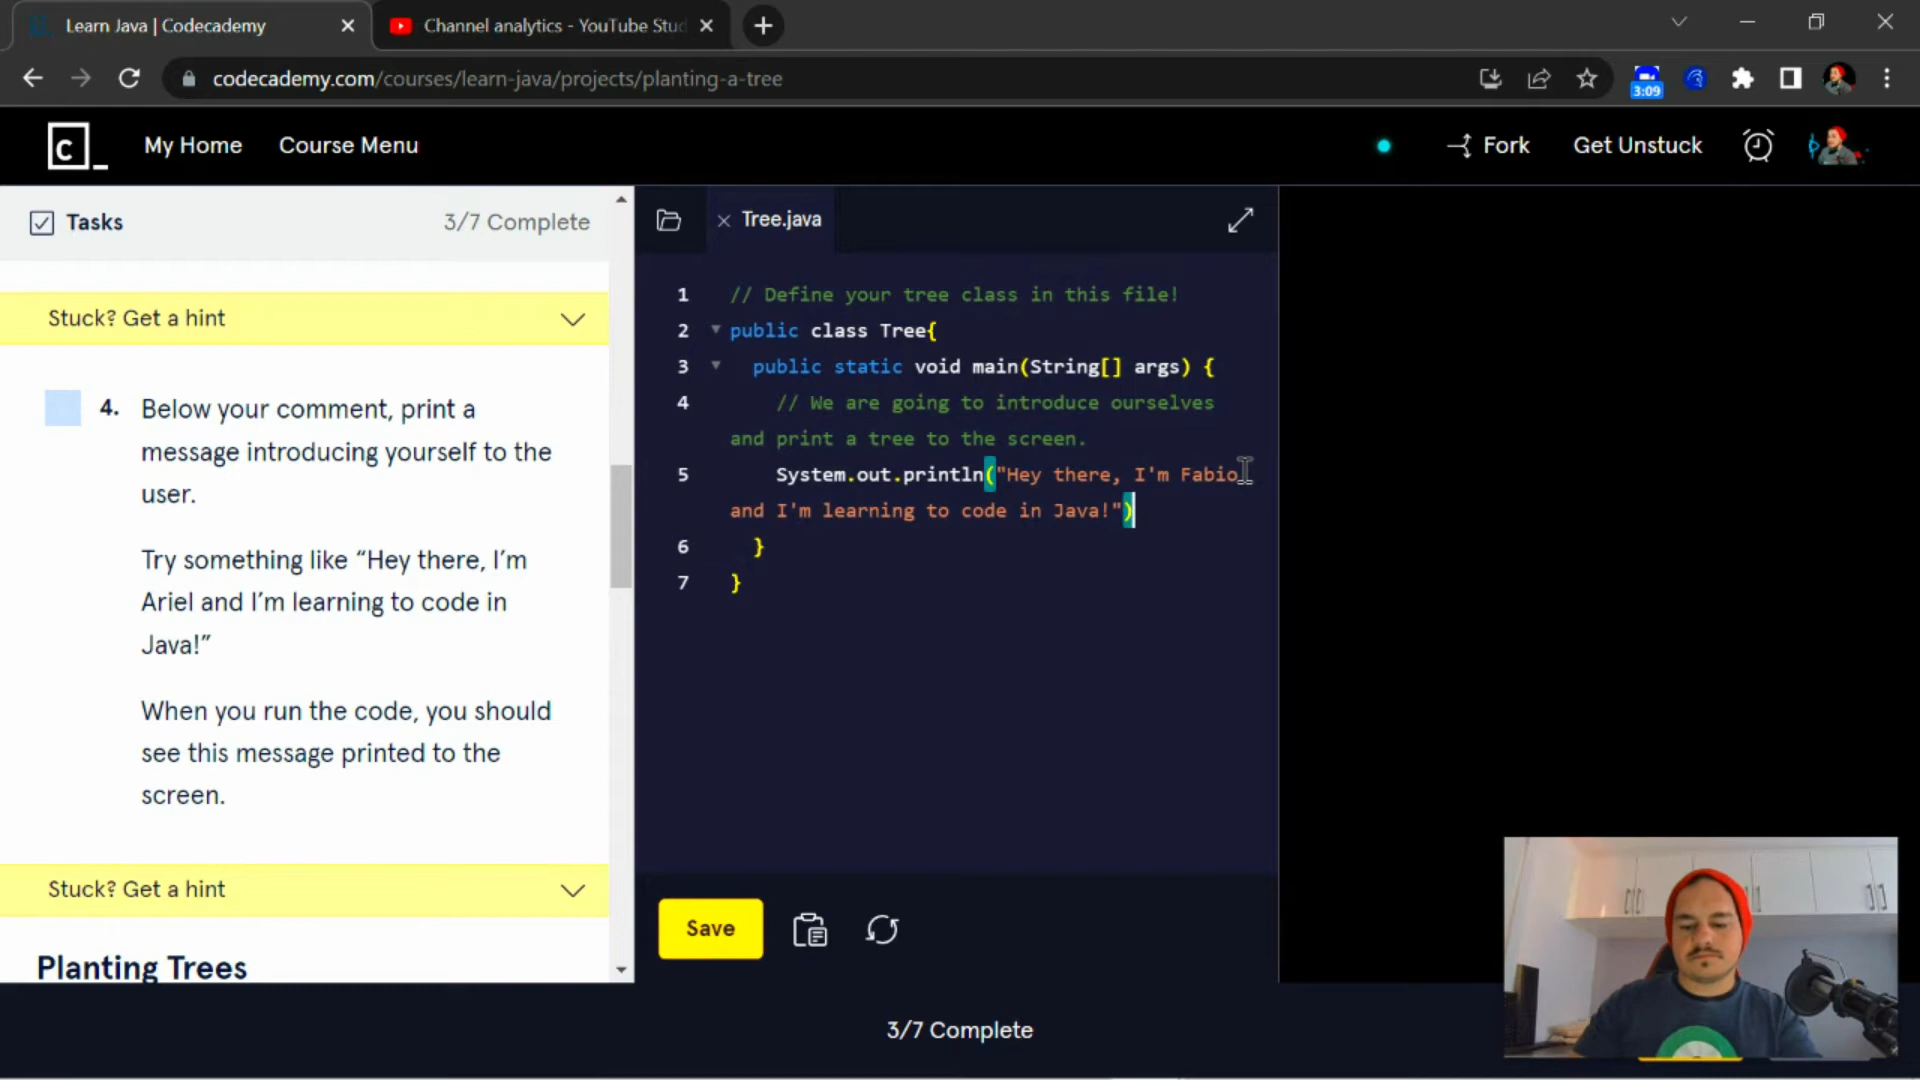 Learn Java | Codecademy
Channel analytics - YouTube Stud
codecademy.com/courses/learn-java/projects/planting-a-tree
3:09
c_
My Home
Course Menu
Fork
Get Unstuck
Tasks
3/7 Complete
Stuck? Get a hint
4. Below your comment, print a
message introducing yourself to the
user.
Try something like “Hey there, I’m
Ariel and I’m learning to code in
Java!”
When you run the code, you should
see this message printed to the
screen.
Stuck? Get a hint
Planting Trees
Tree.java
1 // Define your tree class in this file!
2 public class Tree{
3 public static void main(String[] args) {
4 // We are going to introduce ourselves
and print a tree to the screen.
5 System.out.println("Hey there, I'm Fabio
and I'm learning to code in Java!")
6 }
7 }
Save
3/7 Complete